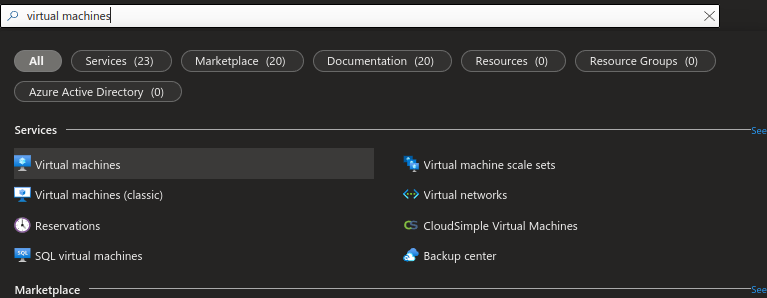 virtual machines
All Services (23) Marketplace (20) Documentation (20) Resources (0) Resource Groups (0)
Azure Active Directory (0)
Services See
Virtual machines Virtual machine scale sets
Virtual machines (classic) Virtual networks
Reservations CS CloudSimple Virtual Machines
SQL SQL virtual machines Backup center
Marketplace See